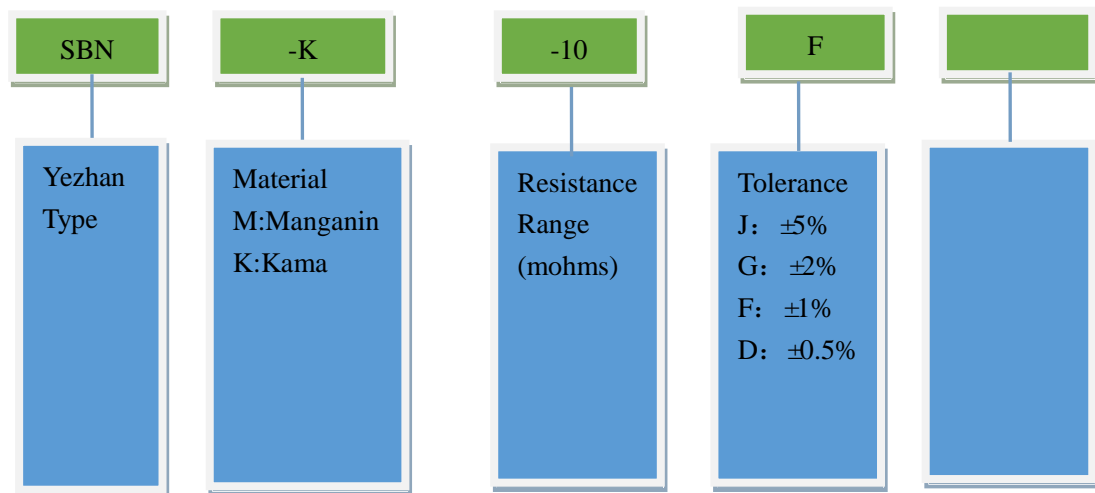 SBN
-K
-10
F
Yezhan
Type
Material
M:Manganin
K:Kama
Resistance
Range
(mohms)
Tolerance
J： ±5%
G： ±2%
F： ±1%
D： ±0.5%